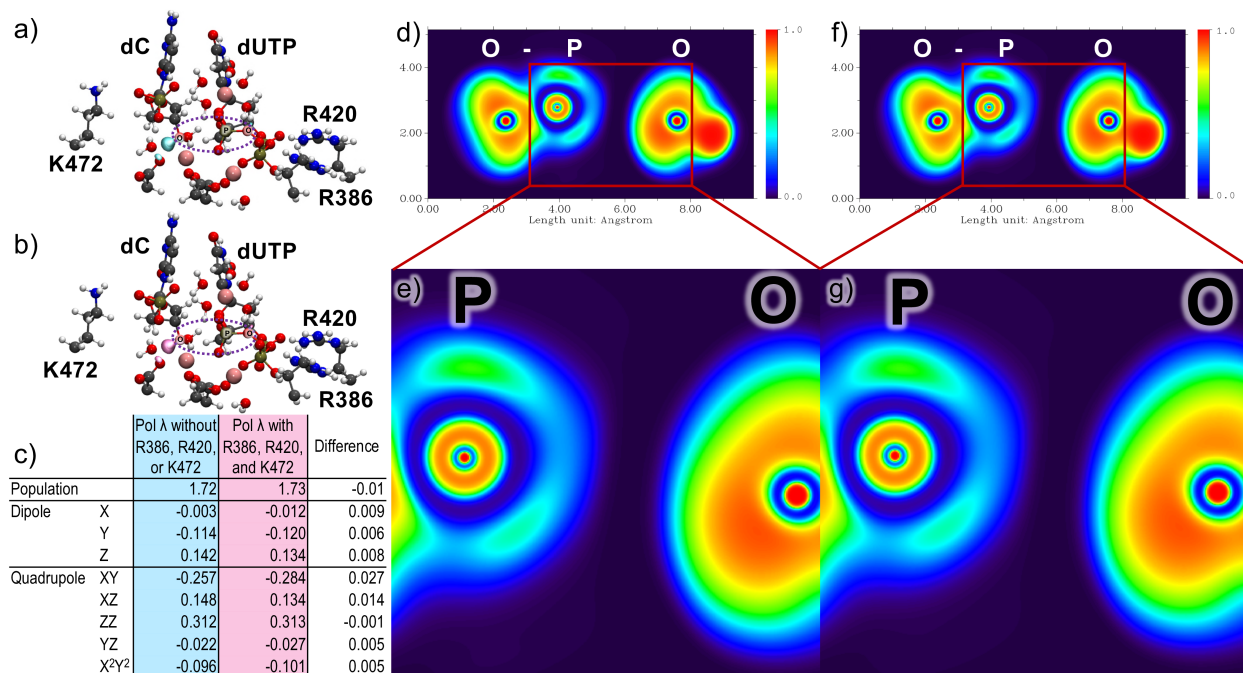 a)
dC
dUTP
R420
K472
O
P
O
R386
b)
dC
dUTP
R420
K472
O
P
O
R386
c)
Pol λ without R386, R420, or K472
Pol λ with R386, R420, and K472
Difference
Population 1.72 1.73 -0.01
Dipole X -0.003 -0.012 0.009
Y -0.114 -0.120 0.006
Z 0.142 0.134 0.008
Quadrupole XY -0.257 -0.284 0.027
XZ 0.148 0.134 0.014
ZZ 0.312 0.313 -0.001
YZ -0.022 -0.027 0.005
X²Y² -0.096 -0.101 0.005
d)
O - P O
1.0
0.0
4.00
2.00
0.00
0.00 2.00 4.00 6.00 8.00
Length unit: Angstrom
f)
O - P O
1.0
0.0
4.00
2.00
0.00
0.00 2.00 4.00 6.00 8.00
Length unit: Angstrom
e)
P O
g)
P O